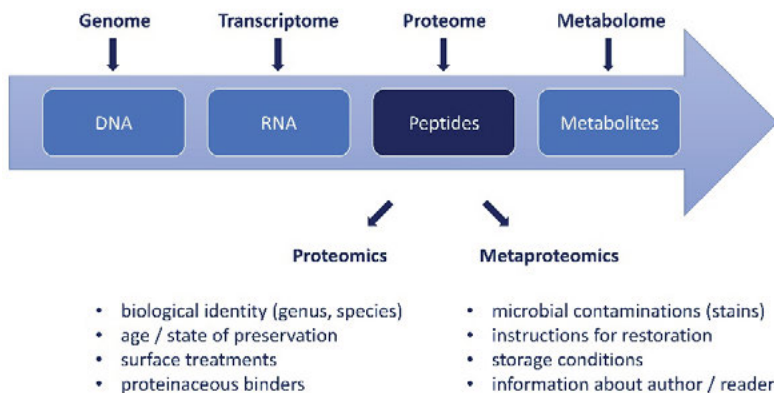 Genome Transcriptome Proteome Metabolome
DNA RNA Peptides Metabolites
Proteomics Metaproteomics
• biological identity (genus, species)
• age / state of preservation
• surface treatments
• proteinaceous binders
• microbial contaminations (stains)
• instructions for restoration
• storage conditions
• information about author / reader